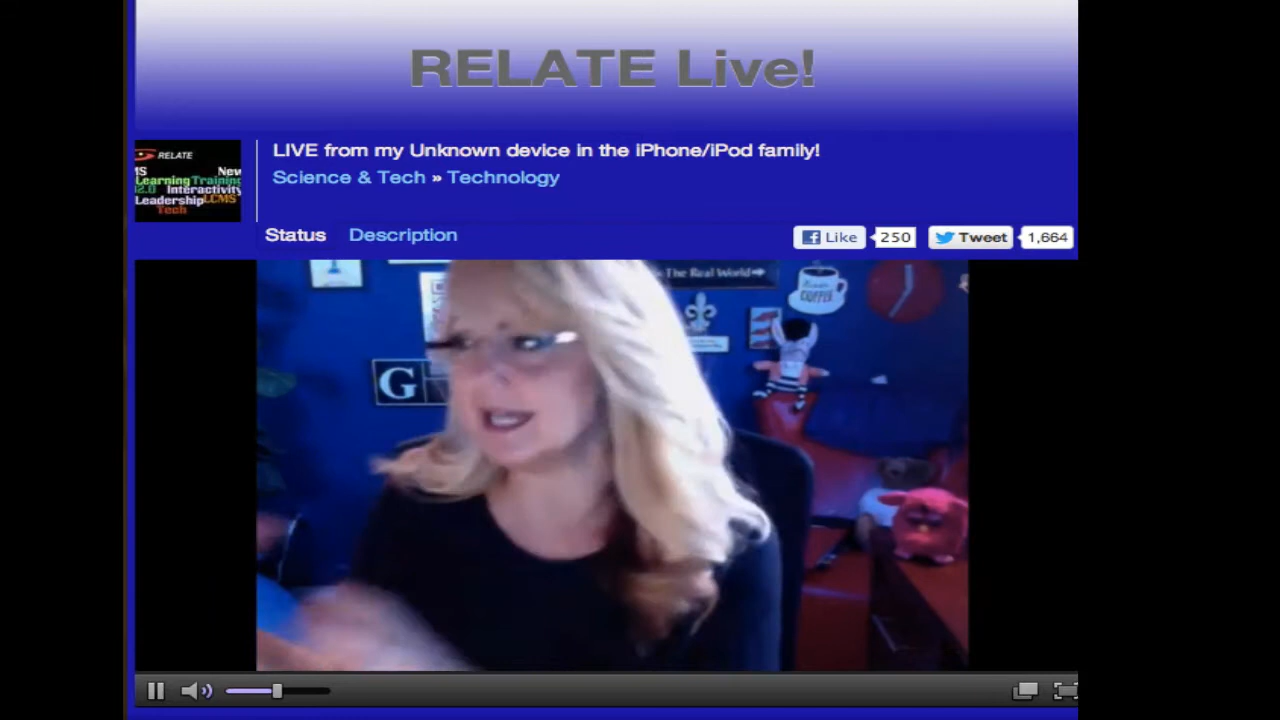 RELATE Live!
LIVE from my Unknown device in the iPhone/iPod family!
Science & Tech » Technology
RELATE
New
Learning Training
Interactivity
Leadership LCMS
Tech
Status Description
Like 250 Tweet 1,664
The Real World
COFFEE
G